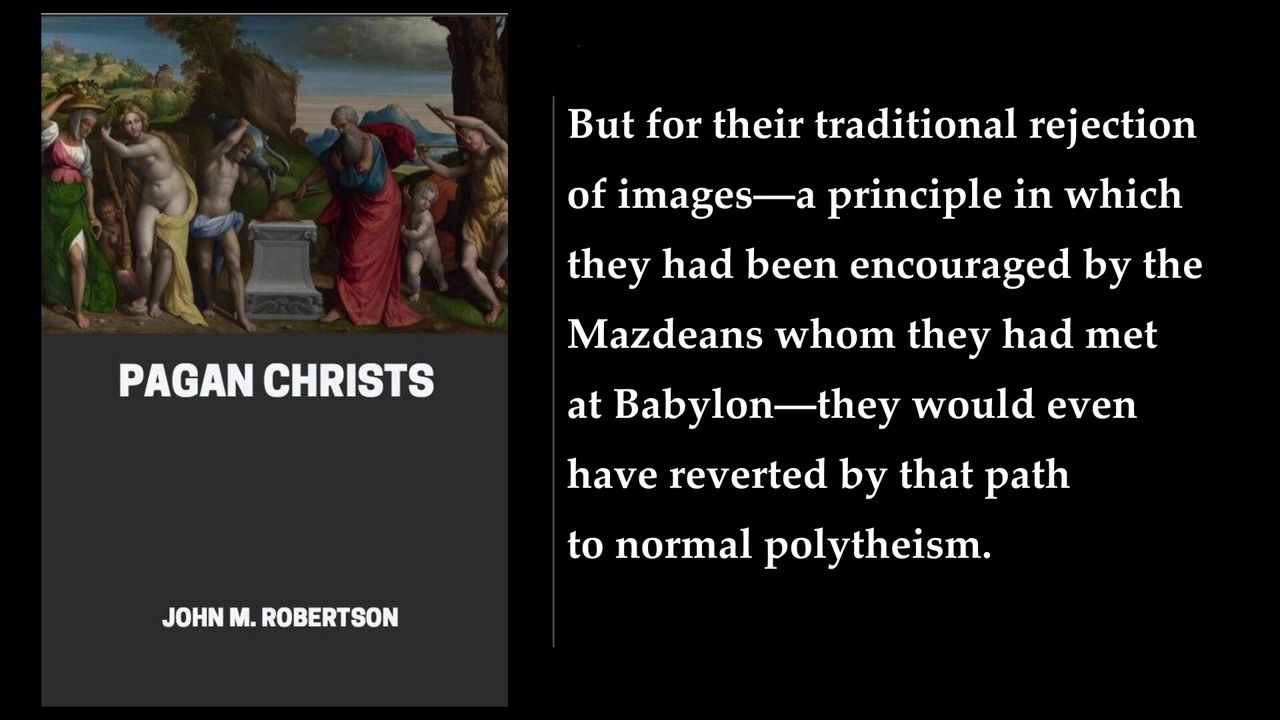 PAGAN CHRISTS
JOHN M. ROBERTSON
But for their traditional rejection
of images—a principle in which
they had been encouraged by the
Mazdeans whom they had met
at Babylon—they would even
have reverted by that path
to normal polytheism.